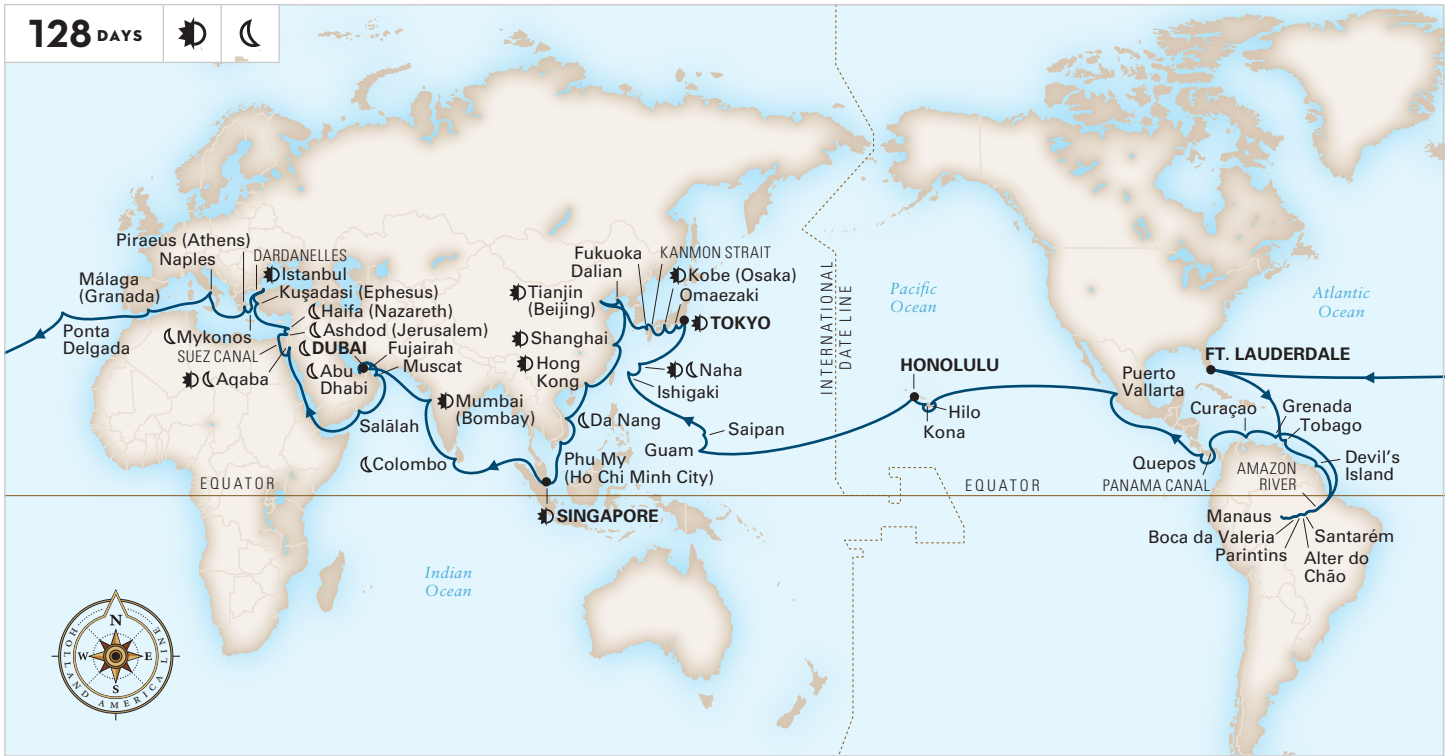 128 DAYS
Piraeus (Athens)
Naples
DARDANELLES
Istanbul
Málaga
(Granada)
Kuşadasi (Ephesus)
Haifa (Nazareth)
Ashdod (Jerusalem)
Ponta
Delgada
Mykonos
SUEZ CANAL
DUBAI
Fujairah
Muscat
Aqaba
Abu
Dhabi
Salālah
Mumbai
(Bombay)
Colombo
EQUATOR
Fukuoka
Dalian
KANMON STRAIT
Kobe (Osaka)
Omaezaki
Tianjin
(Beijing)
TOKYO
Shanghai
Hong
Kong
Naha
Ishigaki
Da Nang
Saipan
Guam
Phu My
(Ho Chi Minh City)
SINGAPORE
Indian
Ocean
INTERNATIONAL
DATE LINE
Pacific
Ocean
HONOLULU
Hilo
Kona
EQUATOR
Atlantic
Ocean
FT. LAUDERDALE
Puerto
Vallarta
Curaçao
Grenada
Tobago
Quepos
PANAMA CANAL
AMAZON
RIVER
Devil's
Island
Manaus
Boca da Valeria
Parintins
Santarém
Alter do
Chão
N
W
E
S
HOLLAND AMERICA LINE